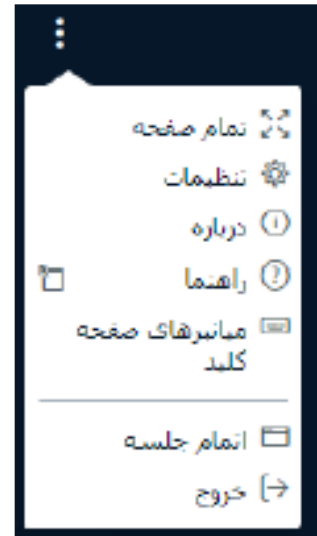 تمام صفحه
تنظیمات
درباره
راهنما
میانبرهای صفحه
کلید
اتمام جلسه
خروج